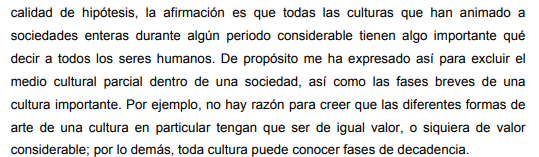 calidad de hipótesis, la afirmación es que todas las culturas que han animado a
sociedades enteras durante algún periodo considerable tienen algo importante qué
decir a todos los seres humanos. De propósito me ha expresado así para excluir el
medio cultural parcial dentro de una sociedad, así como las fases breves de una
cultura importante. Por ejemplo, no hay razón para creer que las diferentes formas de
arte de una cultura en particular tengan que ser de igual valor, o siquiera de valor
considerable; por lo demás, toda cultura puede conocer fases de decadencia.